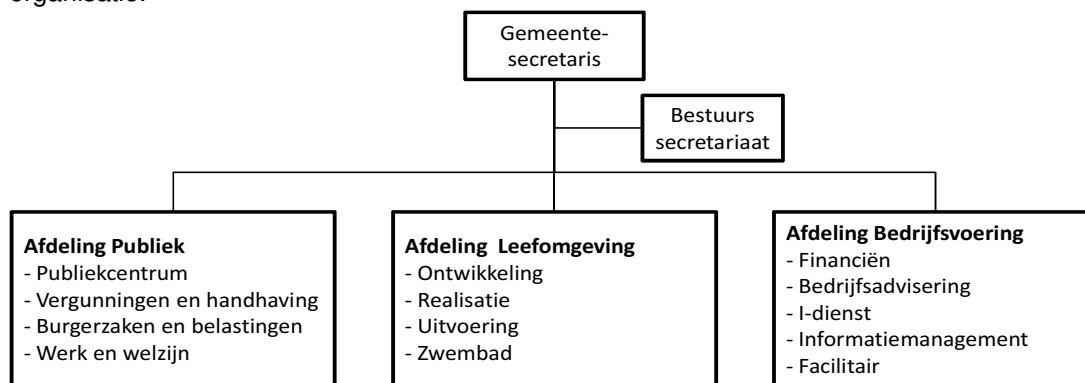 organisatie.
Gemeente-
secretaris
Bestuurs
secretariaat
Afdeling Publiek
- Publiekcentrum
- Vergunningen en handhaving
- Burgerzaken en belastingen
- Werk en welzijn
Afdeling Leefomgeving
- Ontwikkeling
- Realisatie
- Uitvoering
- Zwembad
Afdeling Bedrijfsvoering
- Financiën
- Bedrijfsadvisering
- I-dienst
- Informatiemanagement
- Facilitair